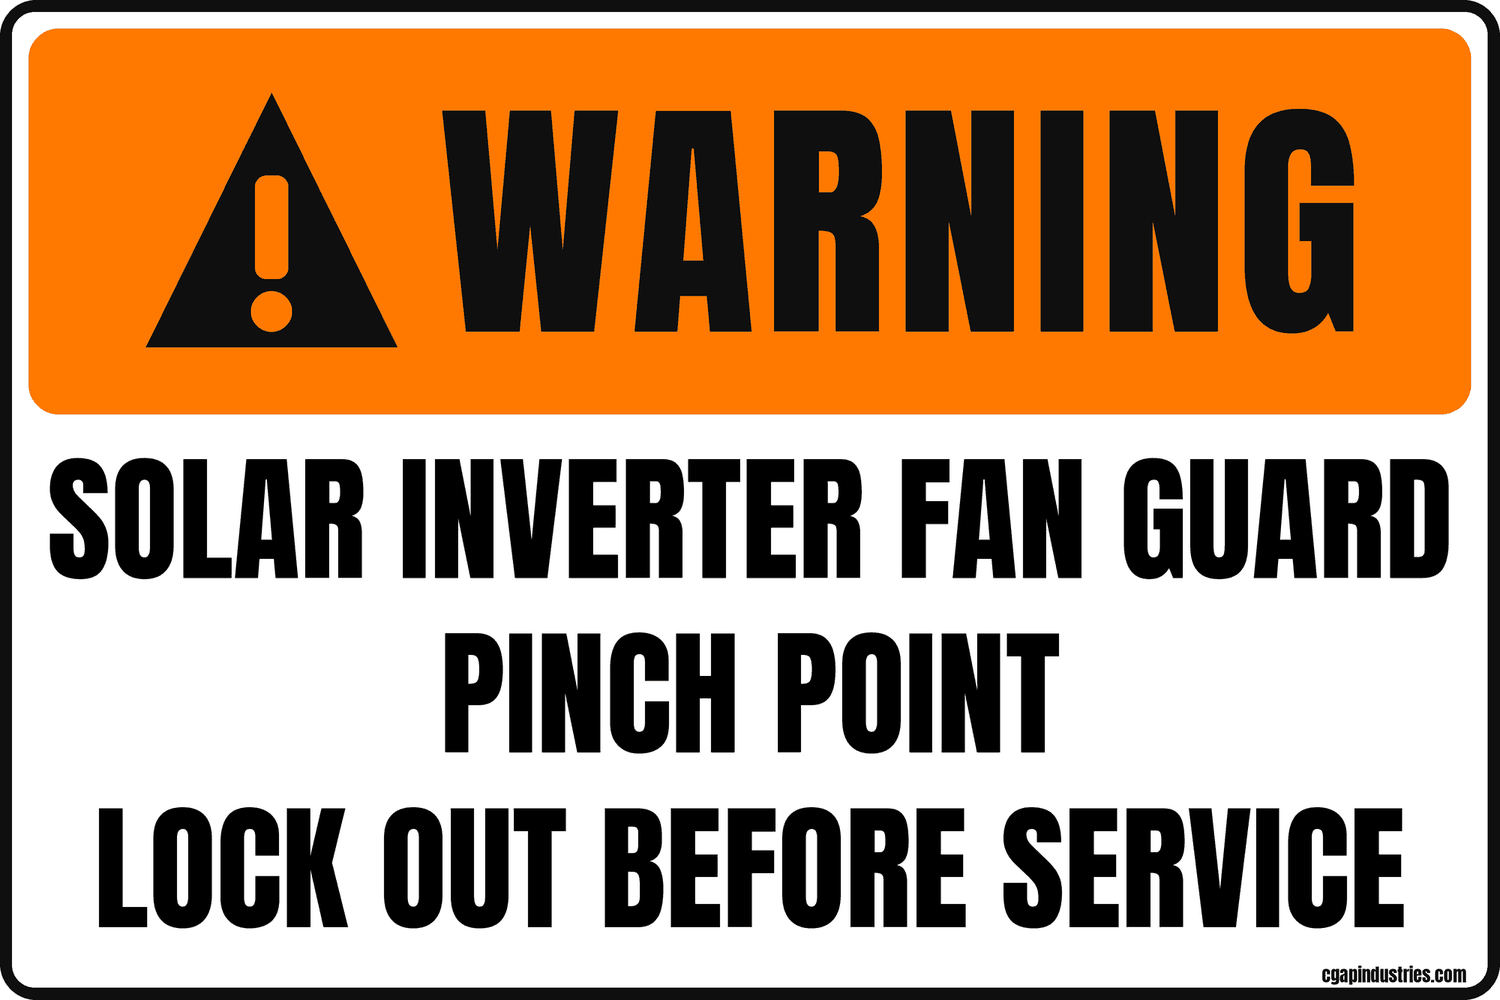 WARNING
SOLAR INVERTER FAN GUARD
PINCH POINT
LOCK OUT BEFORE SERVICE
cgapindustries.com